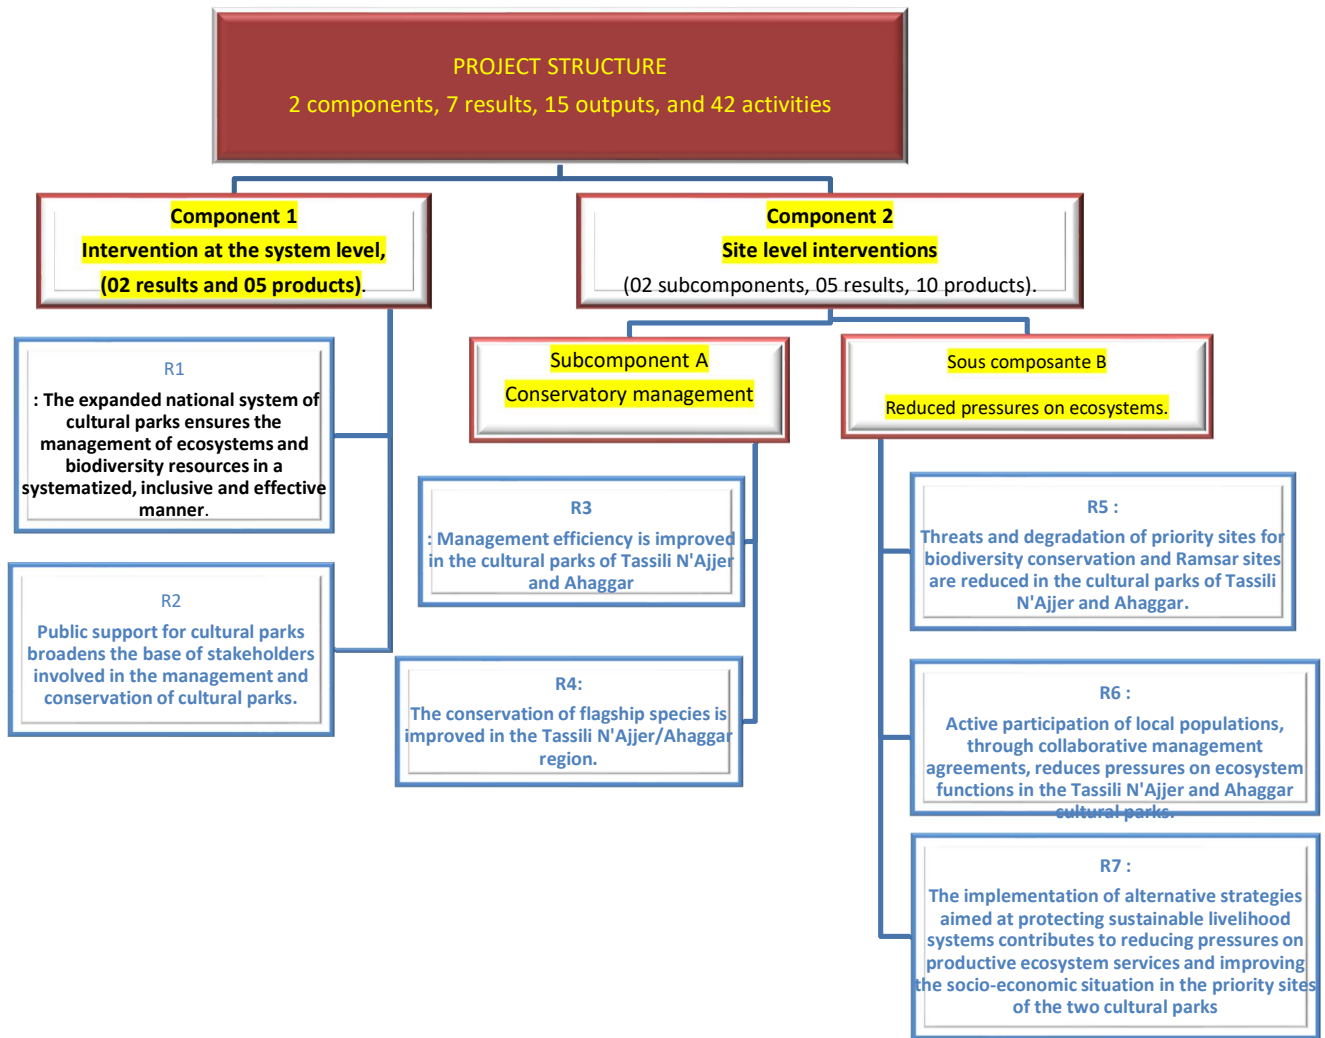 PROJECT STRUCTURE
2 components, 7 results, 15 outputs, and 42 activities
Component 1
Intervention at the system level,
(02 results and 05 products).
Component 2
Site level interventions
(02 subcomponents, 05 results, 10 products).
Subcomponent A
Conservatory management
Sous composante B
Reduced pressures on ecosystems.
R1
: The expanded national system of
cultural parks ensures the
management of ecosystems and
biodiversity resources in a
systematized, inclusive and effective
manner.
R2
Public support for cultural parks
broadens the base of stakeholders
involved in the management and
conservation of cultural parks.
R3
: Management efficiency is improved
in the cultural parks of Tassili N'Ajjer
and Ahaggar
R4:
The conservation of flagship species is
improved in the Tassili N'Ajjer/Ahaggar
region.
R5 :
Threats and degradation of priority sites for
biodiversity conservation and Ramsar sites
are reduced in the cultural parks of Tassili
N'Ajjer and Ahaggar.
R6 :
Active participation of local populations,
through collaborative management
agreements, reduces pressures on ecosystem
functions in the Tassili N'Ajjer and Ahaggar
cultural parks.
R7 :
The implementation of alternative strategies
aimed at protecting sustainable livelihood
systems contributes to reducing pressures on
productive ecosystem services and improving
the socio-economic situation in the priority sites
of the two cultural parks